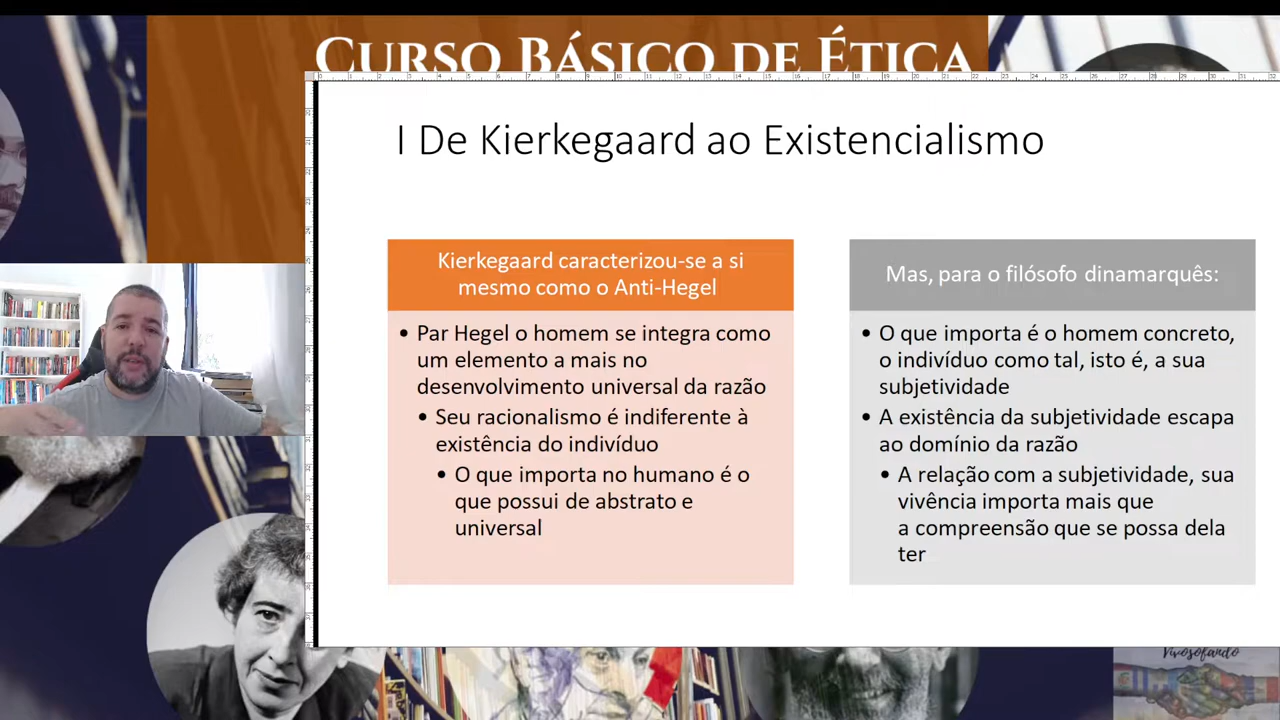 CURSO BÁSICO DE ÉTICA
I De Kierkegaard ao Existencialismo
Kierkegaard caracterizou-se a si
mesmo como o Anti-Hegel
• Par Hegel o homem se integra como
um elemento a mais no
desenvolvimento universal da razão
• Seu racionalismo é indiferente à
existência do indivíduo
• O que importa no humano é o
que possui de abstrato e
universal
Mas, para o filósofo dinamarquês:
• O que importa é o homem concreto,
o indivíduo como tal, isto é, a sua
subjetividade
• A existência da subjetividade escapa
ao domínio da razão
• A relação com a subjetividade, sua
vivência importa mais que
a compreensão que se possa dela
ter
Vivosofando